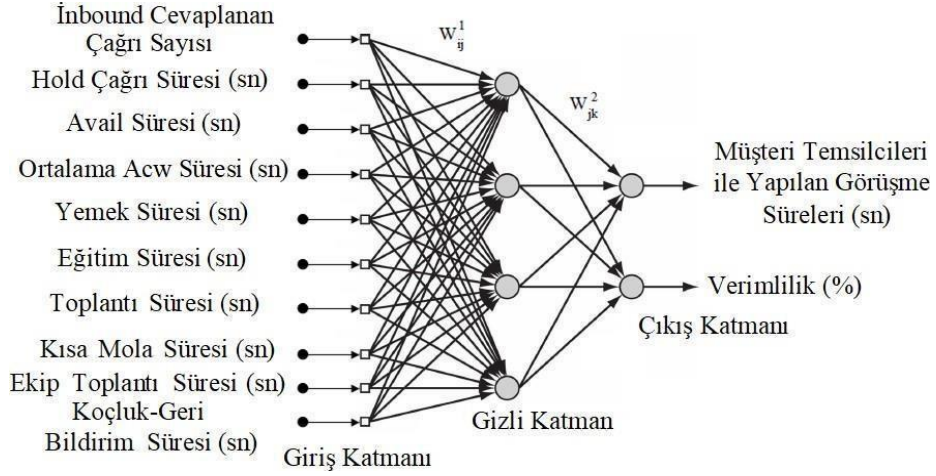 İnbound Cevaplanan
Çağrı Sayısı
Hold Çağrı Süresi (sn)
Avail Süresi (sn)
Ortalama Acw Süresi (sn)
Yemek Süresi (sn)
Eğitim Süresi (sn)
Toplantı Süresi (sn)
Kısa Mola Süresi (sn)
Ekip Toplantı Süresi (sn)
Koçluk-Geri
Bildirim Süresi (sn)
Giriş Katmanı
W¹ij
Gizli Katman
W²jk
Müşteri Temsilcileri
ile Yapılan Görüşme
Süreleri (sn)
Verimlilik (%)
Çıkış Katmanı